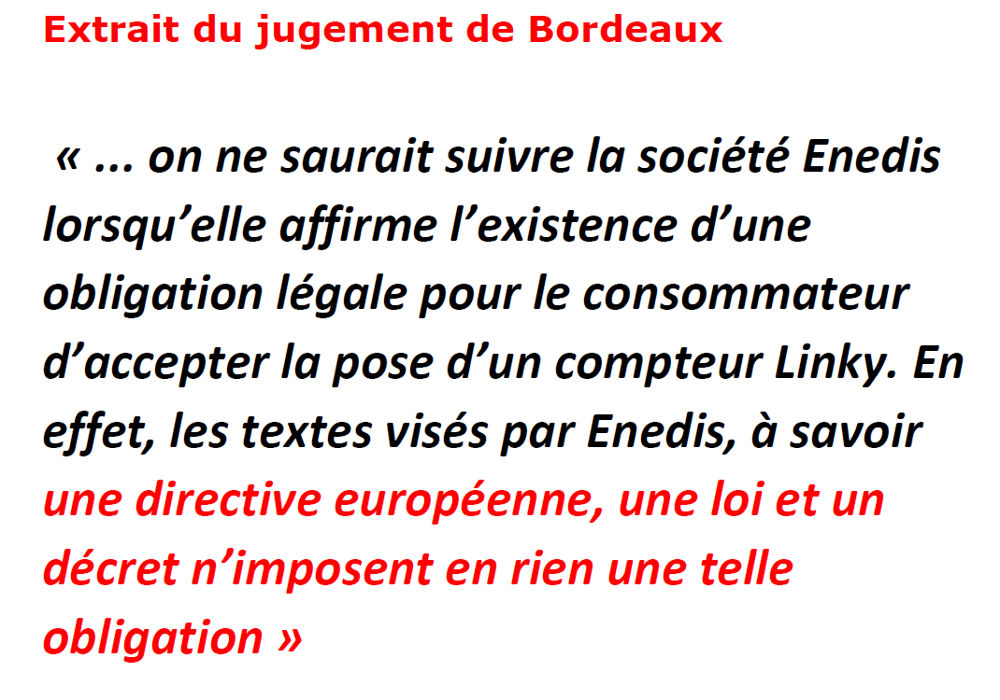 Extrait du jugement de Bordeaux
« ... on ne saurait suivre la société Enedis
lorsqu’elle affirme l’existence d’une
obligation légale pour le consommateur
d’accepter la pose d’un compteur Linky. En
effet, les textes visés par Enedis, à savoir
une directive européenne, une loi et un
décret n’imposent en rien une telle
obligation »